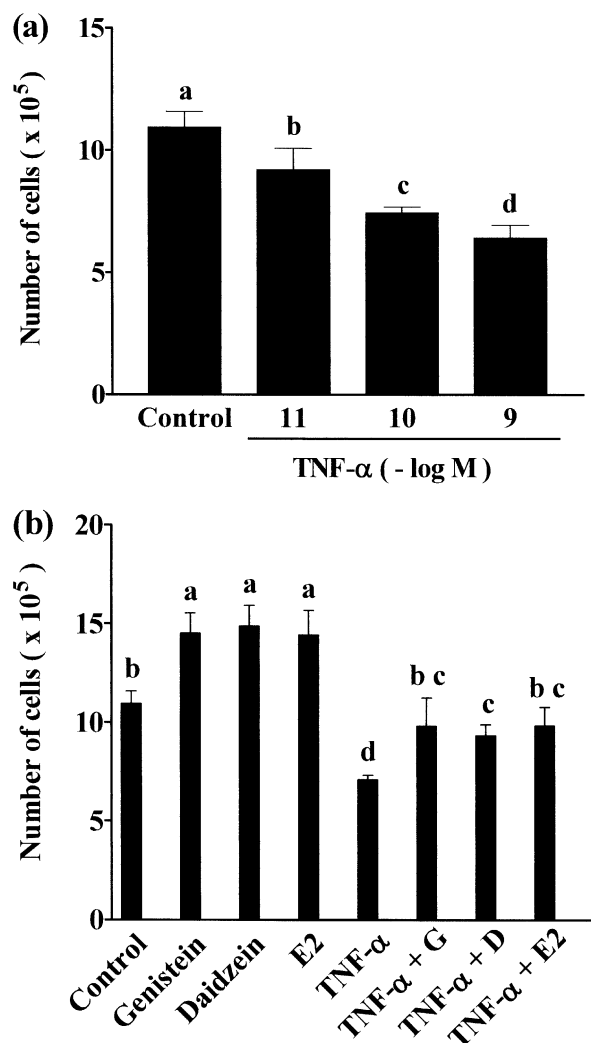 (a)
Number of cells ( x 10⁵)
15
10
5
0
a
b
c
d
Control 11 10 9
TNF-α ( - log M )
(b)
Number of cells ( x 10⁵)
20
15
10
5
0
b
a
a
a
d
b c
c
b c
Control
Genistein
Daidzein
E2
TNF-α
TNF-α + G
TNF-α + D
TNF-α + E2